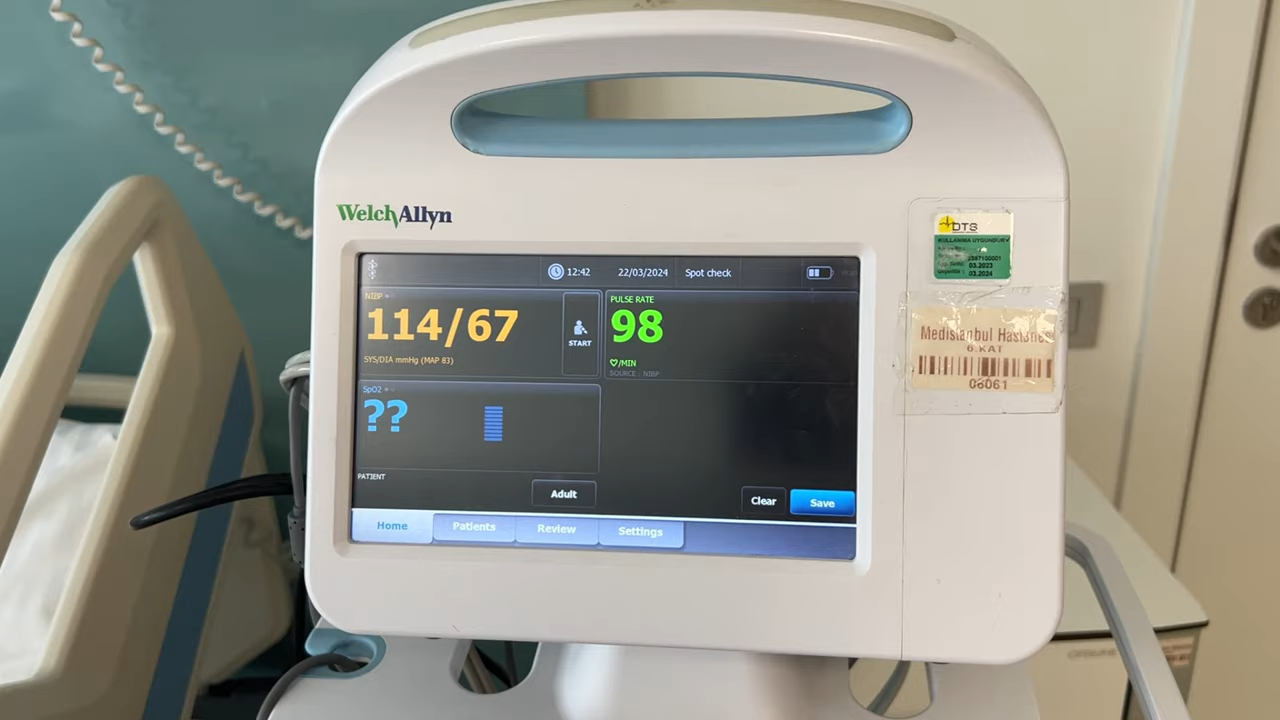 WelchAllyn
12:42 22/03/2024 Spot check
NIBP
114/67
START
SYS/DIA mmHg (MAP 83)
PULSE RATE
98
♡/MIN
SOURCE : NIBP
SpO2
??
PATIENT
Adult
Clear
Save
Home
Patients
Review
Settings
DTS
KULLANIMA UYGUNDUR
03.2023
03.2024
Medistanbul Hastanesi
6.KAT
06061